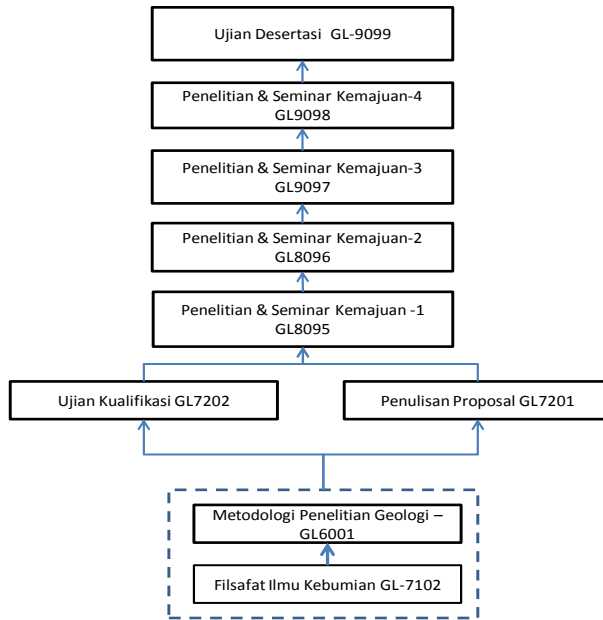 Ujian Desertasi GL-9099
Penelitian & Seminar Kemajuan-4
GL9098
Penelitian & Seminar Kemajuan-3
GL9097
Penelitian & Seminar Kemajuan-2
GL8096
Penelitian & Seminar Kemajuan -1
GL8095
Ujian Kualifikasi GL7202
Penulisan Proposal GL7201
Metodologi Penelitian Geologi –
GL6001
Filsafat Ilmu Kebumian GL-7102